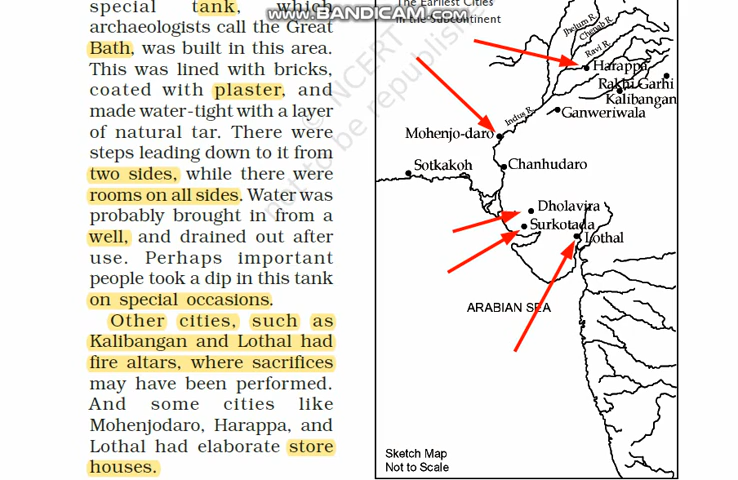 special tank, which
archaeologists call the Great
Bath, was built in this area.
This was lined with bricks,
coated with plaster, and
made water-tight with a layer
of natural tar. There were
steps leading down to it from
two sides, while there were
rooms on all sides. Water was
probably brought in from a
well, and drained out after
use. Perhaps important
people took a dip in this tank
on special occasions.
Other cities, such as
Kalibangan and Lothal had
fire altars, where sacrifices
may have been performed.
And some cities like
Mohenjodaro, Harappa, and
Lothal had elaborate store
houses.
www.BANDICAM.com
The Earliest Cities
in the Subcontinent
Jhelum R.
Chenab R.
Ravi R.
Harappa
Rakhi Garhi
Kalibangan
Ganweriwala
Indus R.
Mohenjo-daro
Sotkakoh
Chanhudaro
Dholavira
Surkotada
Lothal
ARABIAN SEA
Sketch Map
Not to Scale
© NCERT
not to be republished